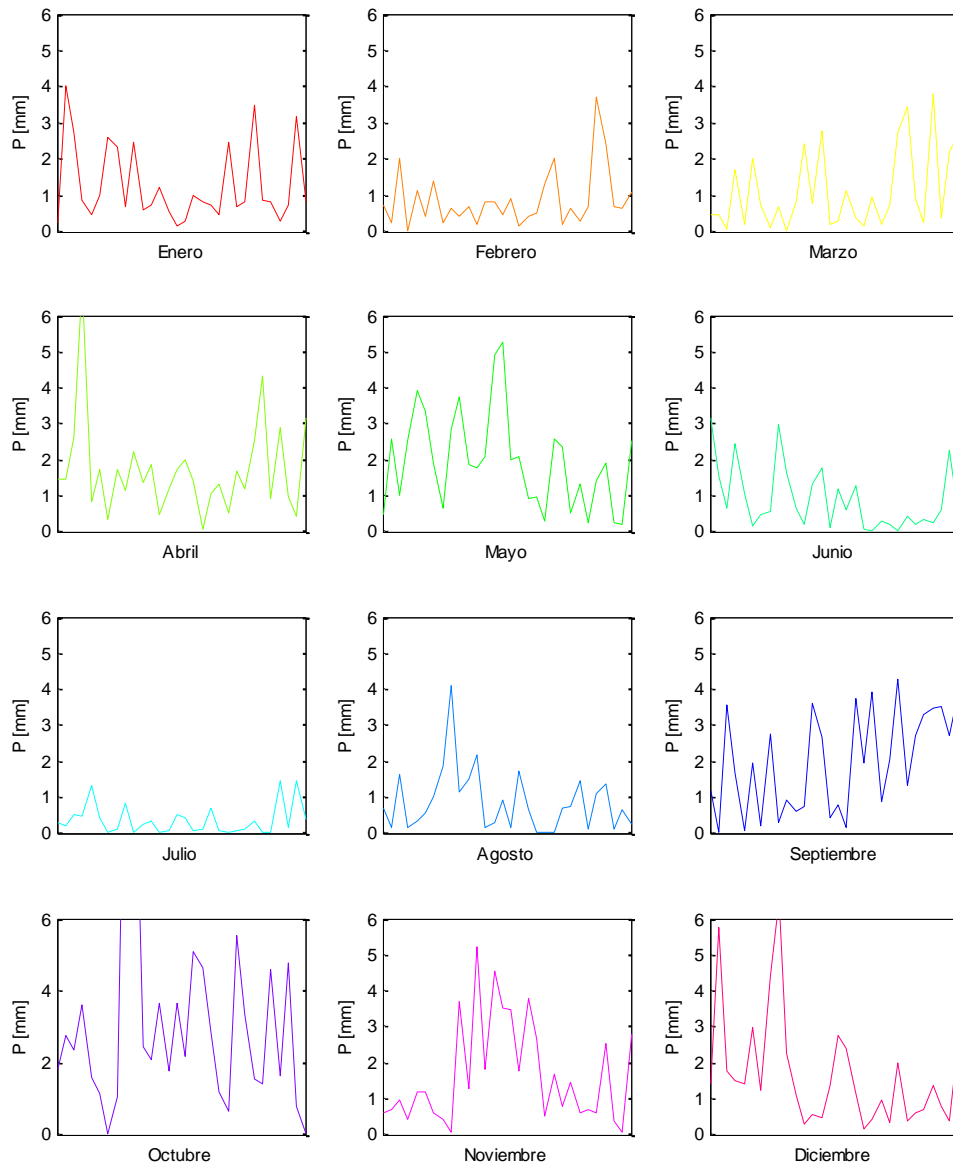 6 6 6
5 5 5
4 4 4
3 3 3
2 2 2
1 1 1
0 0 0
P [mm] P [mm] P [mm]
Enero Febrero Marzo
6 6 6
5 5 5
4 4 4
3 3 3
2 2 2
1 1 1
0 0 0
P [mm] P [mm] P [mm]
Abril Mayo Junio
6 6 6
5 5 5
4 4 4
3 3 3
2 2 2
1 1 1
0 0 0
P [mm] P [mm] P [mm]
Julio Agosto Septiembre
6 6 6
5 5 5
4 4 4
3 3 3
2 2 2
1 1 1
0 0 0
P [mm] P [mm] P [mm]
Octubre Noviembre Diciembre